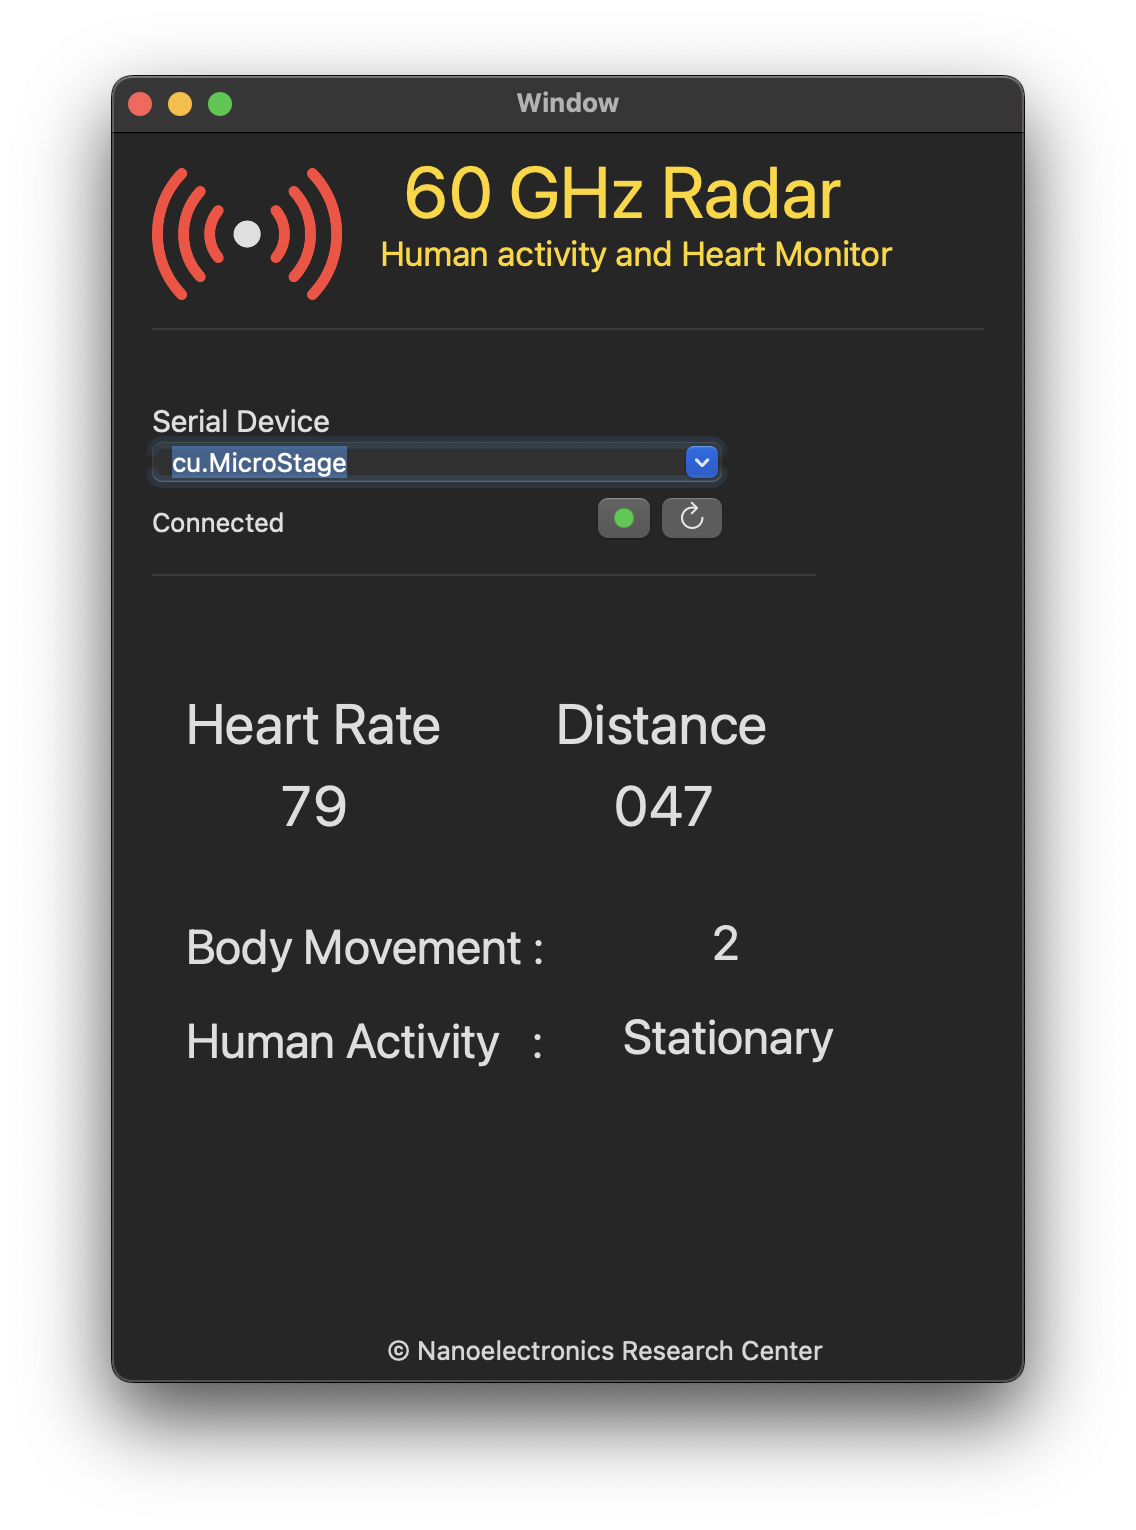 Window
60 GHz Radar
Human activity and Heart Monitor
Serial Device
cu.MicroStage
Connected
Heart Rate Distance
79 047
Body Movement : 2
Human Activity : Stationary
© Nanoelectronics Research Center